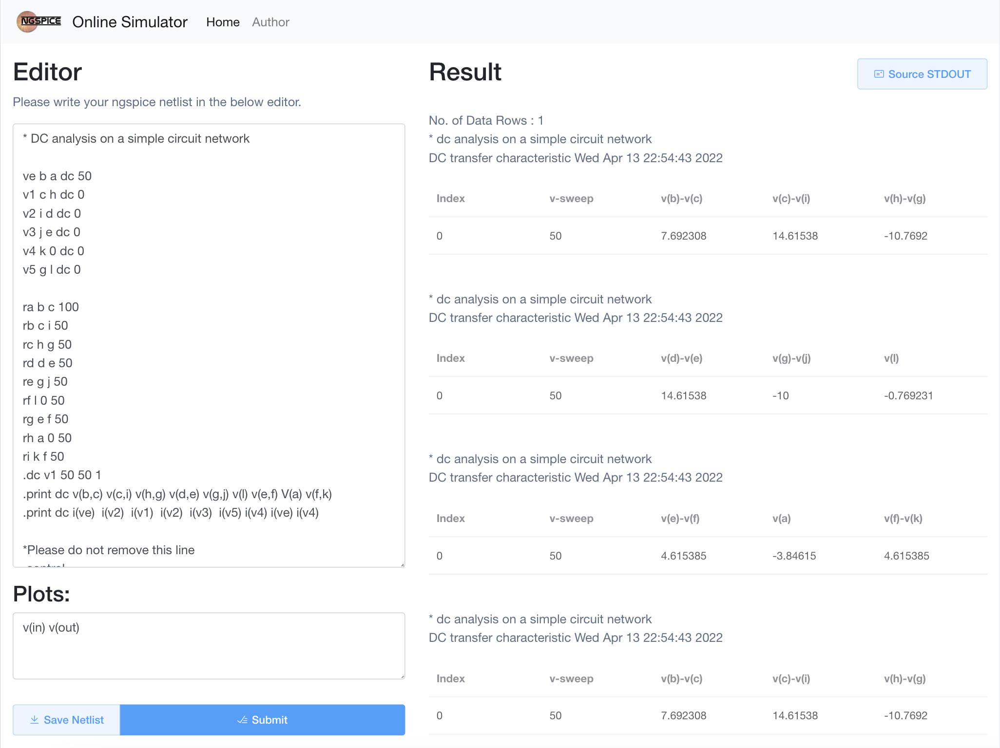 NGSPICE Online Simulator Home Author
Editor
Please write your ngspice netlist in the below editor.
* DC analysis on a simple circuit network
ve b a dc 50
v1 c h dc 0
v2 i d dc 0
v3 j e dc 0
v4 k 0 dc 0
v5 g l dc 0
ra b c 100
rb c i 50
rc h g 50
rd d e 50
re g j 50
rf l 0 50
rg e f 50
rh a 0 50
ri k f 50
.dc v1 50 50 1
.print dc v(b,c) v(c,i) v(h,g) v(d,e) v(g,j) v(l) v(e,f) V(a) v(f,k)
.print dc i(ve)  i(v2)  i(v1)  i(v2)  i(v3)  i(v5) i(v4) i(ve) i(v4)
*Please do not remove this line
Plots:
v(in) v(out)
Save Netlist Submit
Result
Source STDOUT
No. of Data Rows : 1
* dc analysis on a simple circuit network
DC transfer characteristic Wed Apr 13 22:54:43 2022
Index v-sweep v(b)-v(c) v(c)-v(i) v(h)-v(g)
0 50 7.692308 14.61538 -10.7692
* dc analysis on a simple circuit network
DC transfer characteristic Wed Apr 13 22:54:43 2022
Index v-sweep v(d)-v(e) v(g)-v(j) v(l)
0 50 14.61538 -10 -0.769231
* dc analysis on a simple circuit network
DC transfer characteristic Wed Apr 13 22:54:43 2022
Index v-sweep v(e)-v(f) v(a) v(f)-v(k)
0 50 4.615385 -3.84615 4.615385
* dc analysis on a simple circuit network
DC transfer characteristic Wed Apr 13 22:54:43 2022
Index v-sweep v(b)-v(c) v(c)-v(i) v(h)-v(g)
0 50 7.692308 14.61538 -10.7692